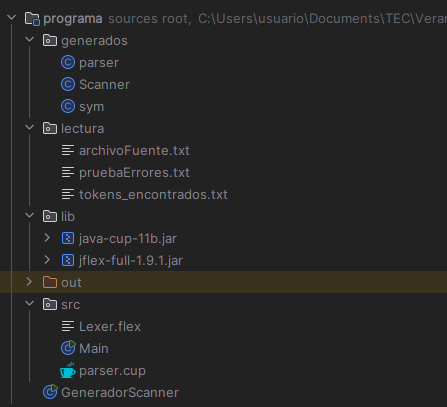 programa sources root, C:\Users\usuario\Documents\TEC\Vera
generados
parser
Scanner
sym
lectura
archivoFuente.txt
pruebaErrores.txt
tokens_encontrados.txt
lib
java-cup-11b.jar
jflex-full-1.9.1.jar
out
src
Lexer.flex
Main
parser.cup
GeneradorScanner